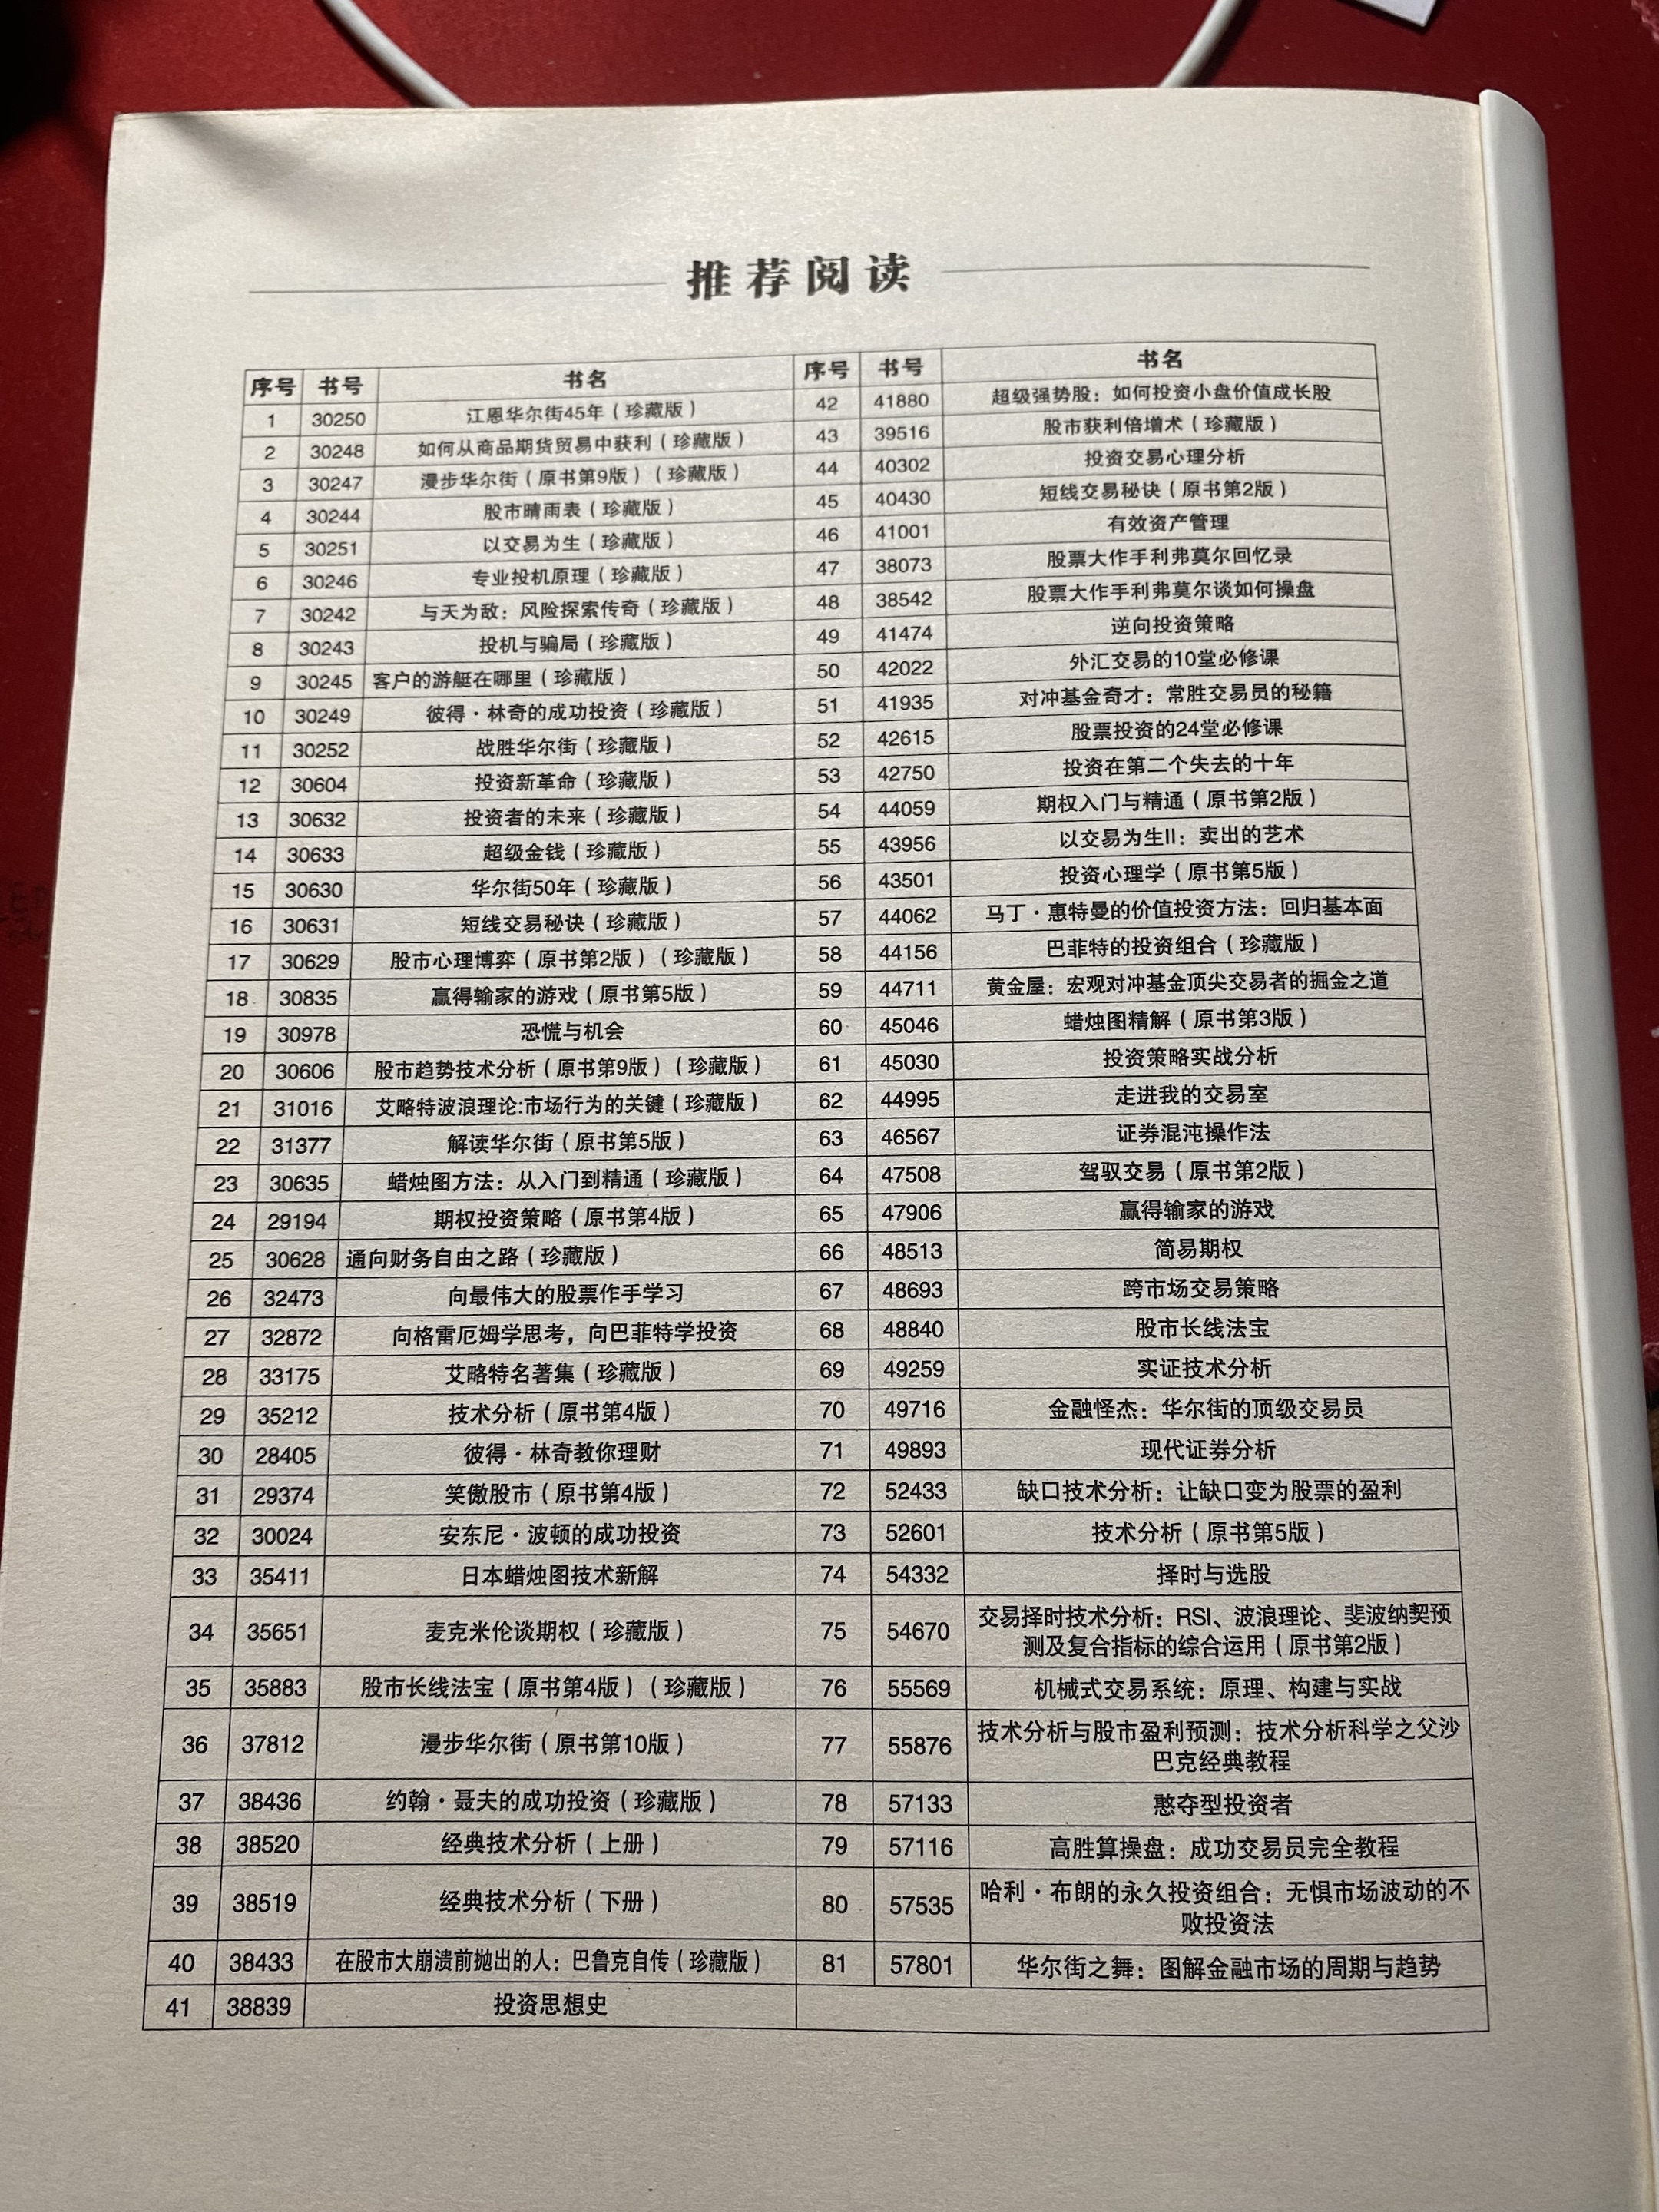 推荐阅读
序号 书号 书名 序号 书号 书名
1 30250 江恩华尔街45年（珍藏版） 42 41880 超级强势股：如何投资小盘价值成长股
2 30248 如何从商品期货贸易中获利（珍藏版） 43 39516 股市获利倍增术（珍藏版）
3 30247 漫步华尔街（原书第9版）（珍藏版） 44 40302 投资交易心理分析
4 30244 股市晴雨表（珍藏版） 45 40430 短线交易秘诀（原书第2版）
5 30251 以交易为生（珍藏版） 46 41001 有效资产管理
6 30246 专业投机原理（珍藏版） 47 38073 股票大作手利弗莫尔回忆录
7 30242 与天为敌：风险探索传奇（珍藏版） 48 38542 股票大作手利弗莫尔谈如何操盘
8 30243 投机与骗局（珍藏版） 49 41474 逆向投资策略
9 30245 客户的游艇在哪里（珍藏版） 50 42022 外汇交易的10堂必修课
10 30249 彼得·林奇的成功投资（珍藏版） 51 41935 对冲基金奇才：常胜交易员的秘籍
11 30252 战胜华尔街（珍藏版） 52 42615 股票投资的24堂必修课
12 30604 投资新革命（珍藏版） 53 42750 投资在第二个失去的十年
13 30632 投资者的未来（珍藏版） 54 44059 期权入门与精通（原书第2版）
14 30633 超级金钱（珍藏版） 55 43956 以交易为生II：卖出的艺术
15 30630 华尔街50年（珍藏版） 56 43501 投资心理学（原书第5版）
16 30631 短线交易秘诀（珍藏版） 57 44062 马丁·惠特曼的价值投资方法：回归基本面
17 30629 股市心理博弈（原书第2版）（珍藏版） 58 44156 巴菲特的投资组合（珍藏版）
18 30835 赢得输家的游戏（原书第5版） 59 44711 黄金屋：宏观对冲基金顶尖交易者的掘金之道
19 30978 恐慌与机会 60 45046 蜡烛图精解（原书第3版）
20 30606 股市趋势技术分析（原书第9版）（珍藏版） 61 45030 投资策略实战分析
21 31016 艾略特波浪理论:市场行为的关键（珍藏版） 62 44995 走进我的交易室
22 31377 解读华尔街（原书第5版） 63 46567 证券混沌操作法
23 30635 蜡烛图方法：从入门到精通（珍藏版） 64 47508 驾驭交易（原书第2版）
24 29194 期权投资策略（原书第4版） 65 47906 赢得输家的游戏
25 30628 通向财务自由之路（珍藏版） 66 48513 简易期权
26 32473 向最伟大的股票作手学习 67 48693 跨市场交易策略
27 32872 向格雷厄姆学思考，向巴菲特学投资 68 48840 股市长线法宝
28 33175 艾略特名著集（珍藏版） 69 49259 实证技术分析
29 35212 技术分析（原书第4版） 70 49716 金融怪杰：华尔街的顶级交易员
30 28405 彼得·林奇教你理财 71 49893 现代证券分析
31 29374 笑傲股市（原书第4版） 72 52433 缺口技术分析：让缺口变为股票的盈利
32 30024 安东尼·波顿的成功投资 73 52601 技术分析（原书第5版）
33 35411 日本蜡烛图技术新解 74 54332 择时与选股
34 35651 麦克米伦谈期权（珍藏版） 75 54670 交易择时技术分析：RSI、波浪理论、斐波纳契预
测及复合指标的综合运用（原书第2版）
35 35883 股市长线法宝（原书第4版）（珍藏版） 76 55569 机械式交易系统：原理、构建与实战
36 37812 漫步华尔街（原书第10版） 77 55876 技术分析与股市盈利预测：技术分析科学之父沙
巴克经典教程
37 38436 约翰·聂夫的成功投资（珍藏版） 78 57133 憨夺型投资者
38 38520 经典技术分析（上册） 79 57116 高胜算操盘：成功交易员完全教程
39 38519 经典技术分析（下册） 80 57535 哈利·布朗的永久投资组合：无惧市场波动的不
败投资法
40 38433 在股市大崩溃前抛出的人：巴鲁克自传（珍藏版） 81 57801 华尔街之舞：图解金融市场的周期与趋势
41 38839 投资思想史